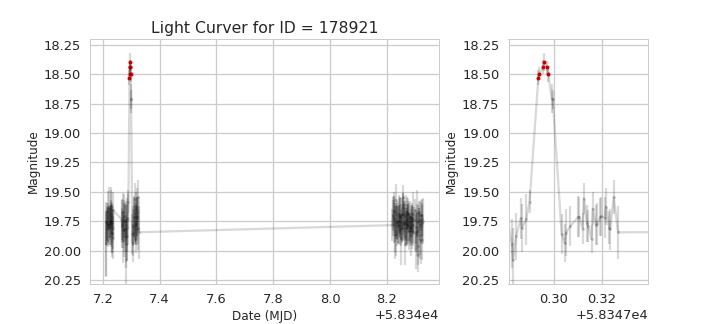 Light Curver for ID = 178921
Magnitude
18.25
18.50
18.75
19.00
19.25
19.50
19.75
20.00
20.25
7.2 7.4 7.6 7.8 8.0 8.2
Date (MJD)
+5.834e4
Magnitude
18.25
18.50
18.75
19.00
19.25
19.50
19.75
20.00
20.25
0.30 0.32
+5.8347e4